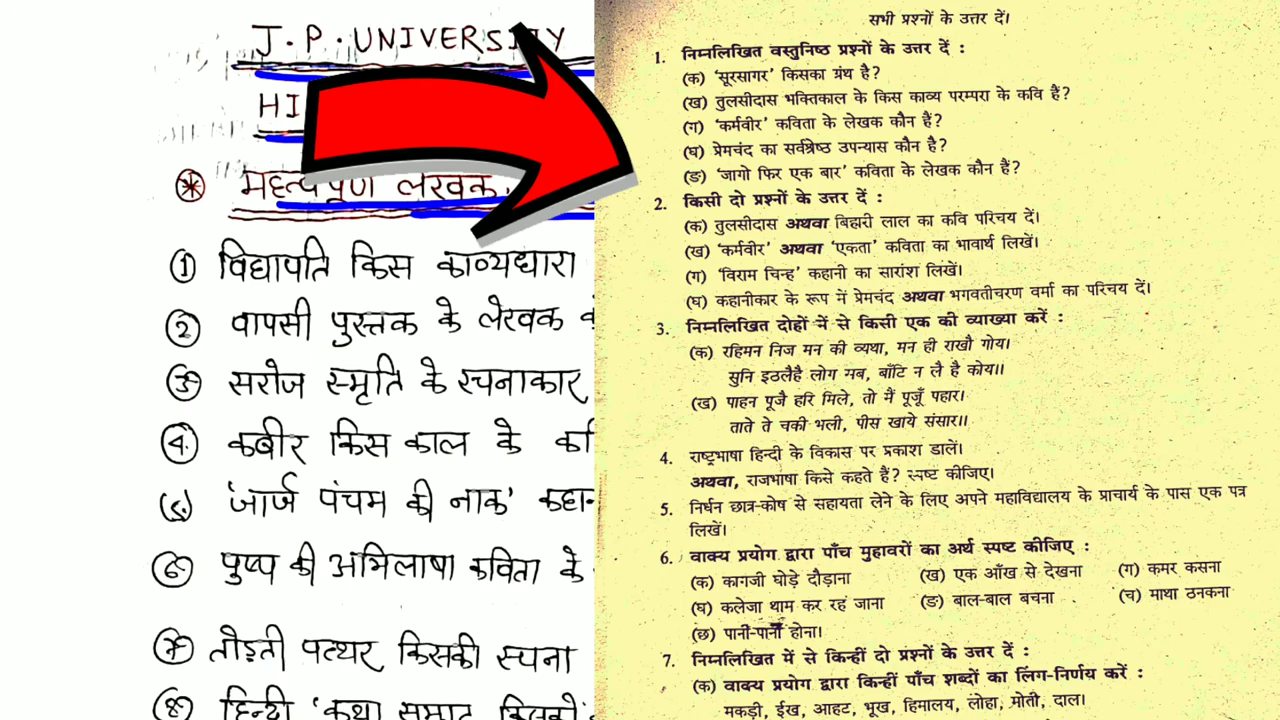 J.P. UNIVERSITY
HI
महत्वपूर्ण लेखक
① विद्यापति किस काव्यधारा
② वापसी पुस्तक के लेखक
③ सरोज स्मृति के रचनाकार
④ कबीर किस काल के
⑤ 'जार्ज पंचम की नाक'
⑥ पुष्प की अभिलाषा कविता के
⑦ तोड़ती पत्थर किसकी रचना
⑧ हिन्दी 'कथा सम्राट किसको
सभी प्रश्नों के उत्तर दें।
1. निम्नलिखित वस्तुनिष्ठ प्रश्नों के उत्तर दें :
(क) 'सूरसागर' किसका ग्रंथ है?
(ख) तुलसीदास भक्तिकाल के किस काव्य परम्परा के कवि हैं?
(ग) 'कर्मवीर' कविता के लेखक कौन हैं?
(घ) प्रेमचंद का सर्वश्रेष्ठ उपन्यास कौन है?
(ङ) 'जागो फिर एक बार' कविता के लेखक कौन हैं?
2. किसी दो प्रश्नों के उत्तर दें :
(क) तुलसीदास अथवा बिहारी लाल का कवि परिचय दें।
(ख) 'कर्मवीर' अथवा 'एकता' कविता का भावार्थ लिखें।
(ग) 'विराम चिन्ह' कहानी का सारांश लिखें।
(घ) कहानीकार के रूप में प्रेमचंद अथवा भगवतीचरण वर्मा का परिचय दें।
3. निम्नलिखित दोहों में से किसी एक की व्याख्या करें :
(क) रहिमन निज मन की व्यथा, मन ही राखौ गोय।
सुनि इठलैहै लोग सब, बाँटि न लै है कोय।।
(ख) पाहन पूजै हरि मिले, तो मैं पूजूँ पहार।
ताते ते चकी भली, पीस खाये संसार।।
4. राष्ट्रभाषा हिन्दी के विकास पर प्रकाश डालें।
अथवा, राजभाषा किसे कहते हैं? स्पष्ट कीजिए।
5. निर्धन छात्र-कोष से सहायता लेने के लिए अपने महाविद्यालय के प्राचार्य के पास एक पत्र
लिखें।
6. वाक्य प्रयोग द्वारा पाँच मुहावरों का अर्थ स्पष्ट कीजिए :
(क) कागजी घोड़े दौड़ाना (ख) एक आँख से देखना (ग) कमर कसना
(घ) कलेजा थाम कर रह जाना (ङ) बाल-बाल बचना (च) माथा ठनकना
(छ) पानी-पानी होना।
7. निम्नलिखित में से किन्हीं दो प्रश्नों के उत्तर दें :
(क) वाक्य प्रयोग द्वारा किन्हीं पाँच शब्दों का लिंग-निर्णय करें :
मकड़ी, ईख, आहट, भूख, हिमालय, लोहा, मोती, दाल।